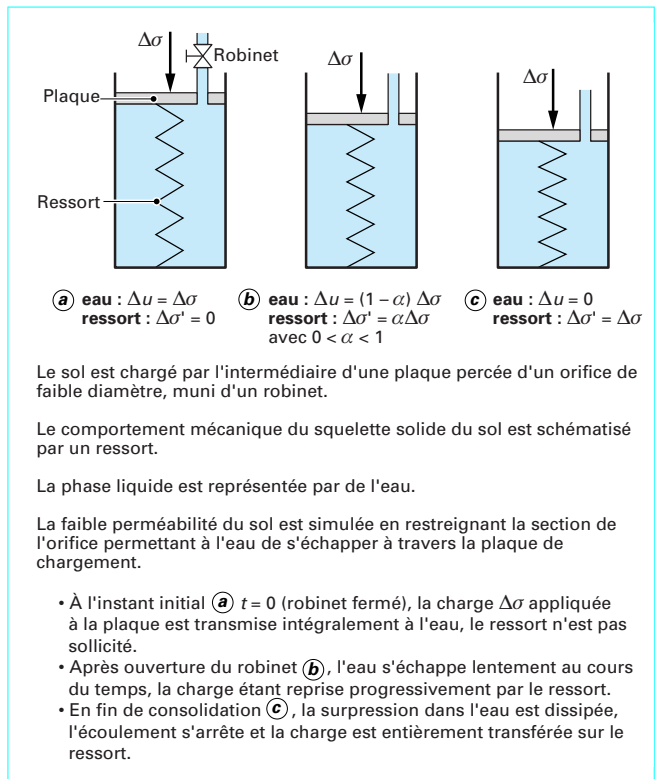 Δσ
Robinet
Δσ
Δσ
Plaque
Ressort
a eau : Δu = Δσ
ressort : Δσ' = 0
b eau : Δu = (1 – α) Δσ
ressort : Δσ' = αΔσ
avec 0 < α < 1
c eau : Δu = 0
ressort : Δσ' = Δσ
Le sol est chargé par l'intermédiaire d'une plaque percée d'un orifice de
faible diamètre, muni d'un robinet.
Le comportement mécanique du squelette solide du sol est schématisé
par un ressort.
La phase liquide est représentée par de l'eau.
La faible perméabilité du sol est simulée en restreignant la section de
l'orifice permettant à l'eau de s'échapper à travers la plaque de
chargement.
• À l'instant initial a t = 0 (robinet fermé), la charge Δσ appliquée
à la plaque est transmise intégralement à l'eau, le ressort n'est pas
sollicité.
• Après ouverture du robinet b, l'eau s'échappe lentement au cours
du temps, la charge étant reprise progressivement par le ressort.
• En fin de consolidation c, la surpression dans l'eau est dissipée,
l'écoulement s'arrête et la charge est entièrement transférée sur le
ressort.